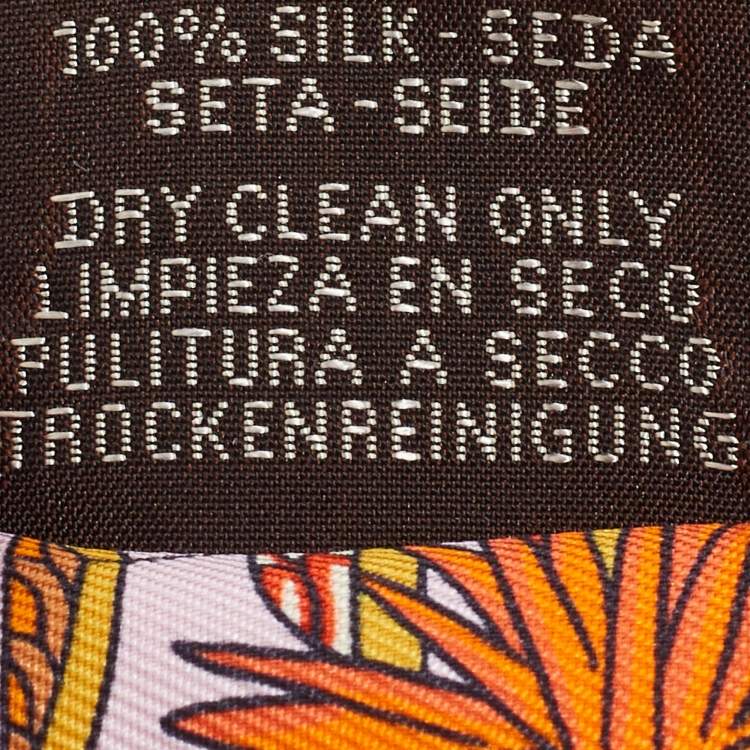 100% SILK - SEDA
SETA - SEIDE
DRY CLEAN ONLY
LIMPIEZA EN SECO
PULITURA A SECCO
TROCKENREINIGUNG